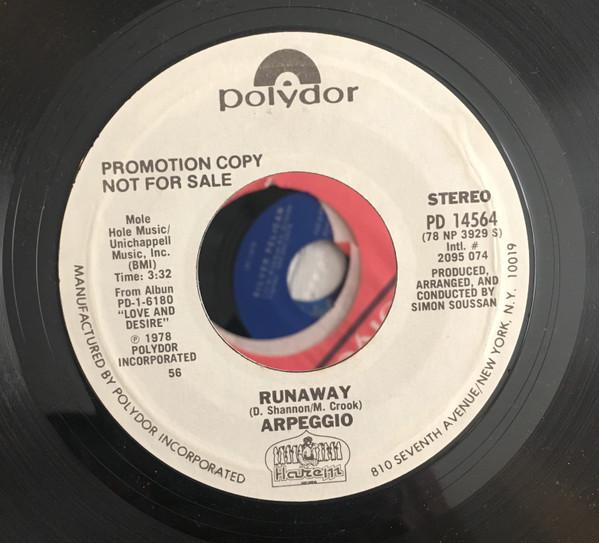 polydor
PROMOTION COPY
NOT FOR SALE
Mole
Hole Music/
Unichappell
Music, Inc.
(BMI)
Time: 3:32
From Album
PD-1-6180
"LOVE AND
DESIRE"
℗ 1978
POLYDOR
INCORPORATED
56
STEREO
PD 14564
(78 NP 3929 S)
Intl. #
2095 074
PRODUCED,
ARRANGED, AND
CONDUCTED BY
SIMON SOUSSAN
RUNAWAY
(D. Shannon/M. Crook)
ARPEGGIO
Harem
MANUFACTURED BY POLYDOR INCORPORATED
810 SEVENTH AVENUE/NEW YORK, N.Y. 10019